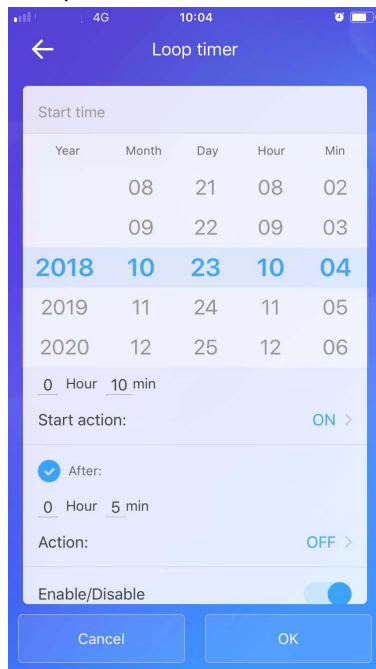 4G 10:04
Loop timer
Start time
Year Month Day Hour Min
08 21 08 02
09 22 09 03
2018 10 23 10 04
2019 11 24 11 05
2020 12 25 12 06
0 Hour 10 min
Start action: ON >
After:
0 Hour 5 min
Action: OFF >
Enable/Disable
Cancel OK